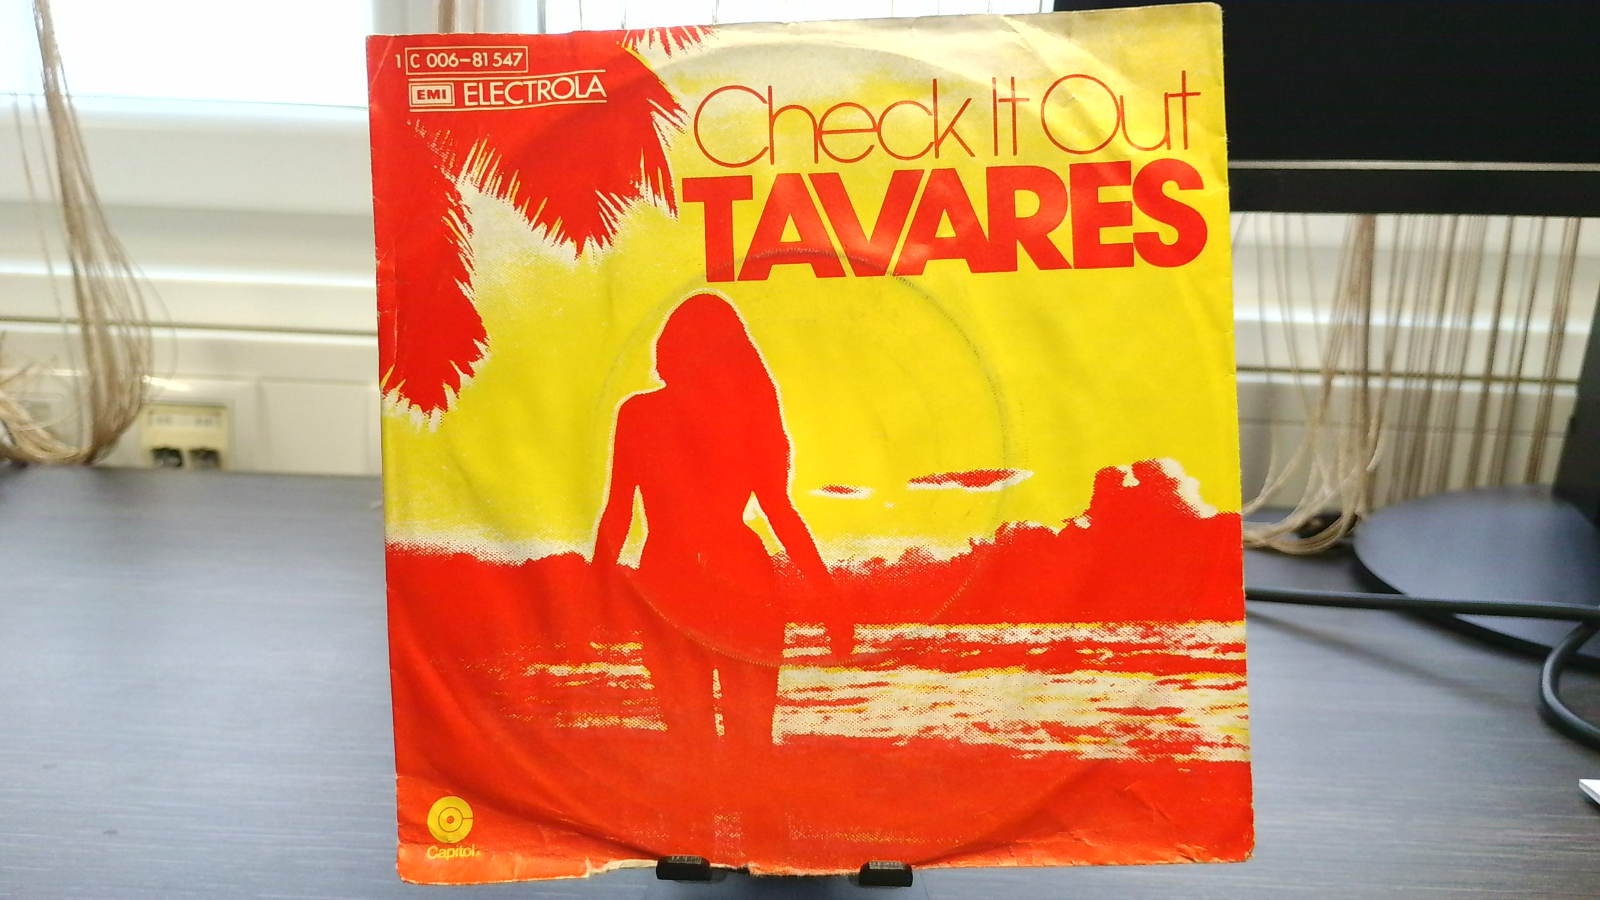 1 C 006-81 547
EMI ELECTROLA
Check It Out
TAVARES
Capitol